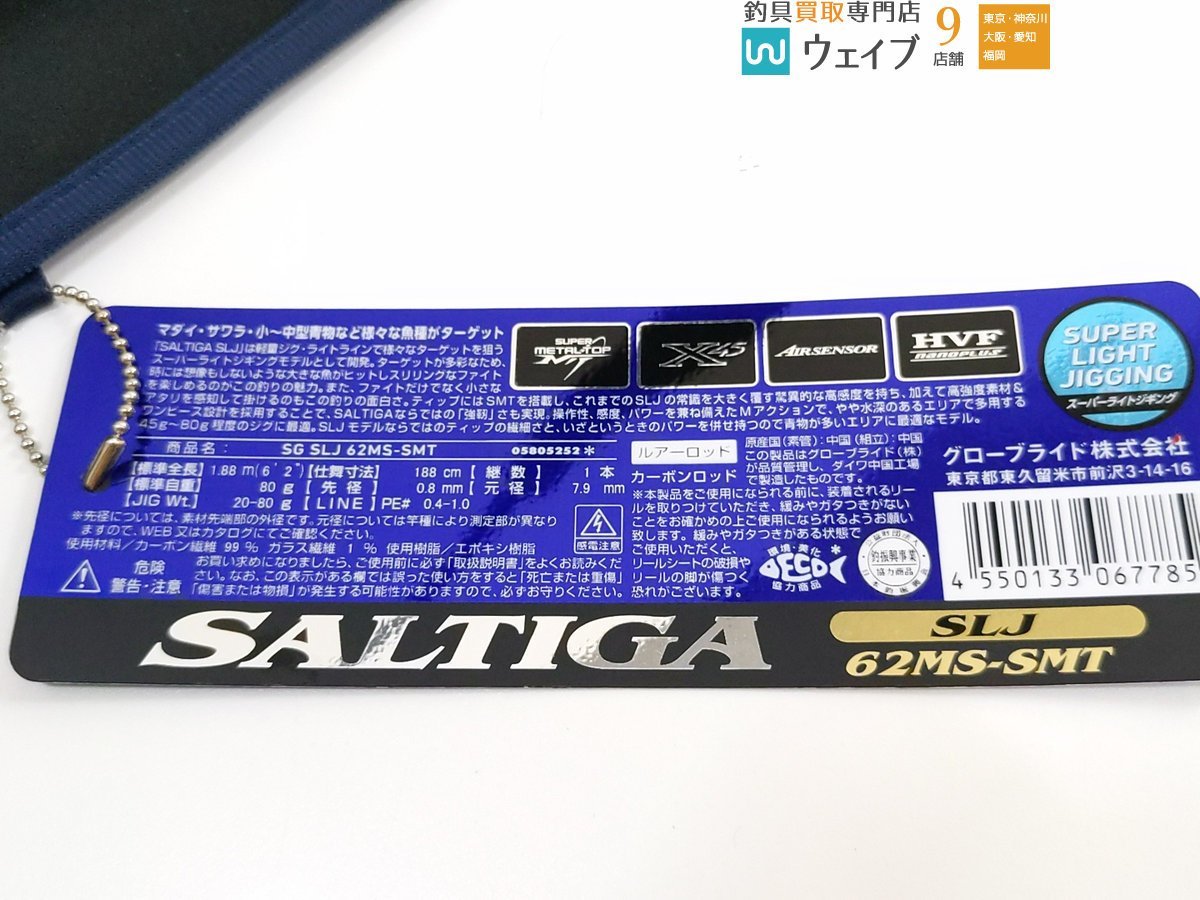 釣具買取専門店
ウェイブ
9
店舗
東京・神奈川
大阪・愛知
福岡
マダイ・サワラ・小〜中型青物など様々な魚種がターゲット
「SALTIGA SLJ」は軽量ジグ・ライトラインで様々なターゲットを狙う
スーパーライトジギングモデルとして開発。ターゲットが多彩なため、
時には想像もしないような大きな魚がヒットしスリリングなファイト
を楽しめるのがこの釣りの魅力。また、ファイトだけでなく小さな
アタリを感知して掛けるのもこの釣りの面白さ。ティップにはSMTを搭載し、これまでのSLJの常識を大きく覆す驚異的な高感度を持ち、加えて高強度素材&
ワンピース設計を採用することで、SALTIGAならではの「強靭」さも実現。操作性、感度、パワーを兼ね備えたMアクションで、やや水深のあるエリアで多用する
45g〜80g程度のジグに最適。SLJモデルならではのティップの繊細さと、いざというときのパワーを併せ持つので青物が多いエリアに最適なモデル。
SUPER
METAL-TOP
MT
X45
AIRSENSOR
HVF
nanoplus
SUPER
LIGHT
JIGGING
スーパーライトジギング
商品名: SG SLJ 62MS-SMT 05805252*
【標準全長】1.88 m(6'2")【仕舞寸法】 188 cm【継数】 1 本
【標準自重】 80 g【先径】 0.8 mm【元径】 7.9 mm
【JIG Wt.】 20-80 g【LINE】PE# 0.4-1.0
※先径については、素材先端部の外径です。元径については竿種により測定部が異なり
ますので、WEB又はカタログにてご確認ください。
使用材料/カーボン繊維 99% ガラス繊維 1% 使用樹脂/エポキシ樹脂
感電注意
危険
警告・注意
お買い求めになりましたら、ご使用前に必ず「取扱説明書」をよくお読みくだ
さい。なお、この表示がある欄では誤った使い方をすると「死亡または重傷」
「傷害または物損」が発生する可能性がありますので、必ずお守りください。
ルアーロッド
カーボンロッド
原産国(素管):中国(組立):中国
この製品はグローブライド(株)
が品質管理し、ダイワ中国工場
で製造したものです。
※本製品をご使用になられる前に、装着されるリー
ルを取りつけていただき、緩みやガタつきがない
ことをお確かめの上ご使用になられるようお願い
致します。緩みやガタつきがある状態で
ご使用いただくと、
リールシートの破損や
リールの脚が傷つく
恐れがございます。
環境・美化
ECO
協力商品
公益財団法人
釣振興事業
協力商品
日本釣振興会
グローブライド株式会社
東京都東久留米市前沢3-14-16
4 550133 067785
SALTIGA
SLJ
62MS-SMT